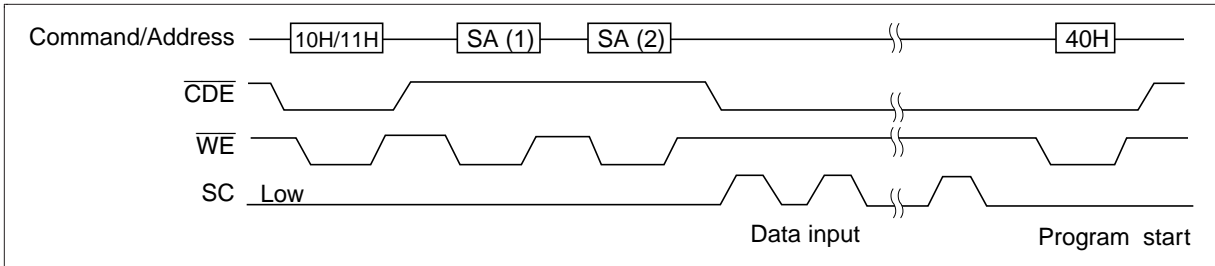 Command/Address 10H/11H SA (1) SA (2) 40H
CDE
WE
SC Low
Data input Program start